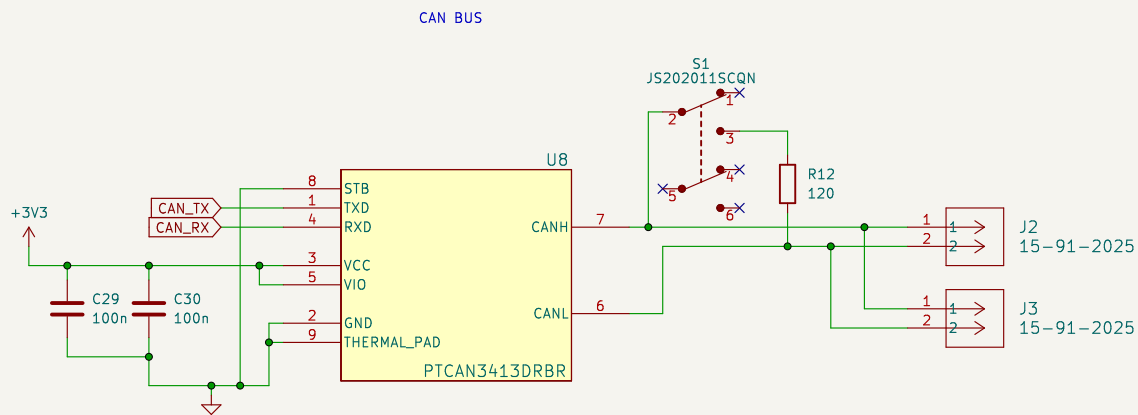 CAN BUS
S1
JS202011SCQN
1
2
3
4
5
6
U8
8 STB
CAN_TX 1 TXD
CAN_RX 4 RXD
+3V3
3 VCC
5 VIO
2 GND
9 THERMAL_PAD
CANH 7
CANL 6
PTCAN3413DRBR
C29
100n
C30
100n
R12
120
1 1
2 2
J2
15-91-2025
1 1
2 2
J3
15-91-2025